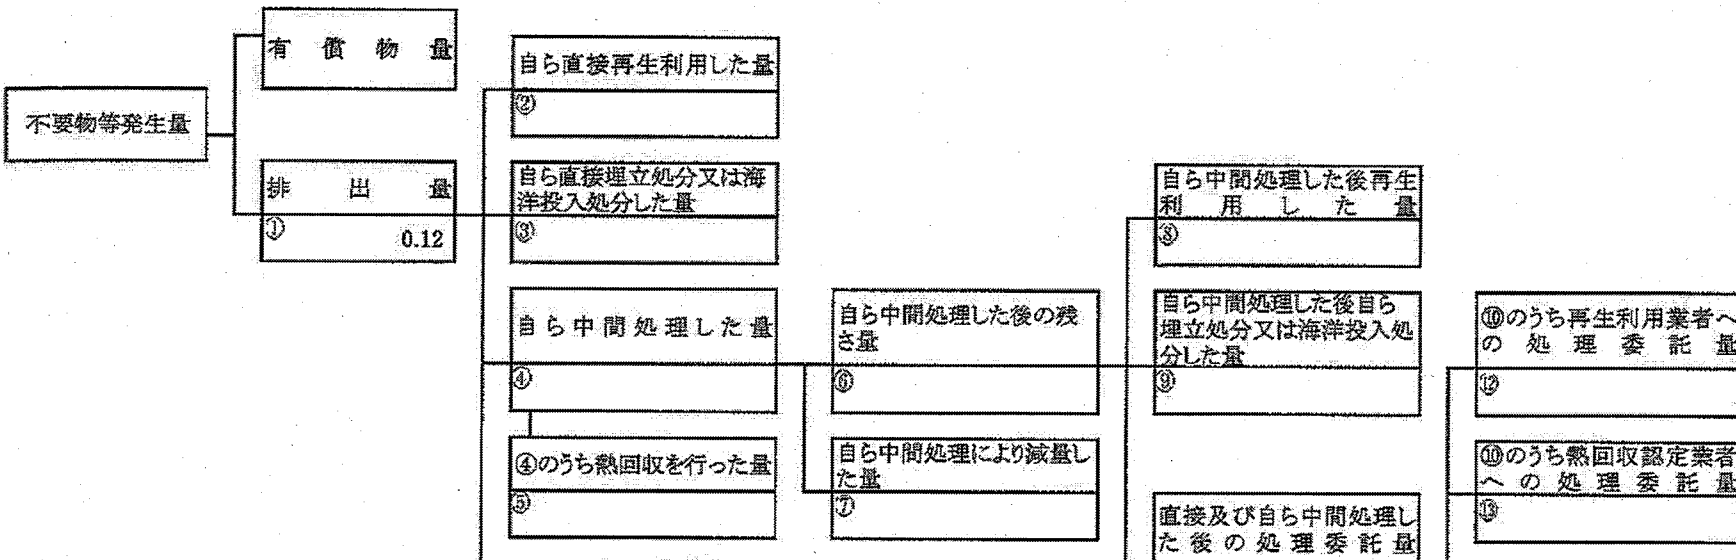 有償物量
不要物等発生量
排出量
①
0.12
自ら直接再生利用した量
②
自ら直接埋立処分又は海
洋投入処分した量
③
自ら中間処理した量
④
④のうち熱回収を行った量
⑤
自ら中間処理した後の残
さ量
⑥
自ら中間処理により減量し
た量
⑦
自ら中間処理した後再生
利用した量
⑧
自ら中間処理した後自ら
埋立処分又は海洋投入処
分した量
⑨
直接及び自ら中間処理し
た後の処理委託量
⑩のうち再生利用業者へ
の処理委託量
⑫
⑩のうち熱回収認定業者
への処理委託量
⑬